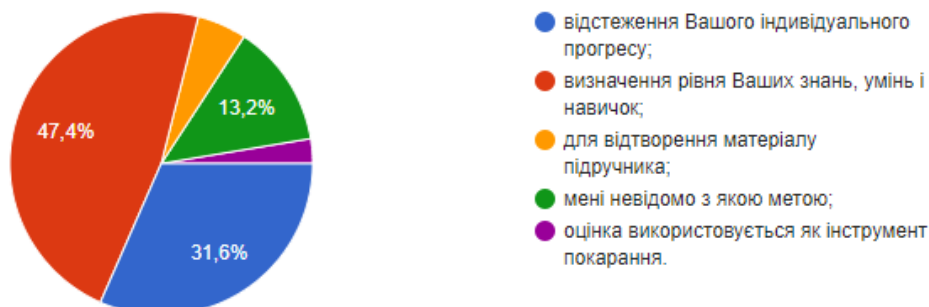 47,4%
13,2%
31,6%
відстеження Вашого індивідуального
прогресу;
визначення рівня Ваших знань, умінь і
навичок;
для відтворення матеріалу
підручника;
мені невідомо з якою метою;
оцінка використовується як інструмент
покарання.